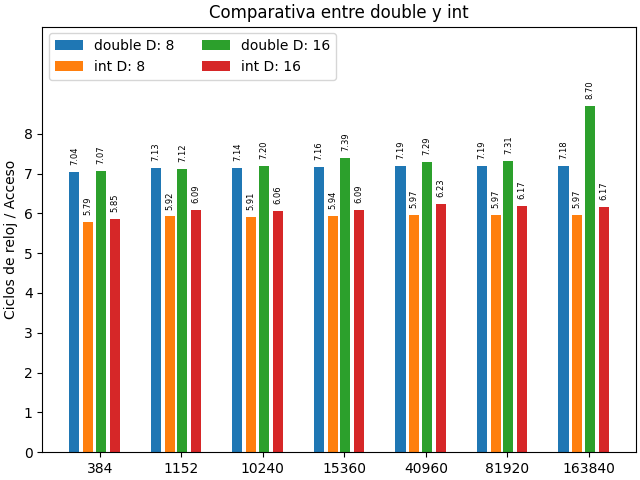 Comparativa entre double y int
double D: 8
int D: 8
double D: 16
int D: 16
Ciclos de reloj / Acceso
8
7
6
5
4
3
2
1
0
7.04 5.79 7.07 5.85
7.13 5.92 7.12 6.09
7.14 5.91 7.20 6.06
7.16 5.94 7.39 6.09
7.19 5.97 7.29 6.23
7.19 5.97 7.31 6.17
7.18 5.97 8.70 6.17
384 1152 10240 15360 40960 81920 163840